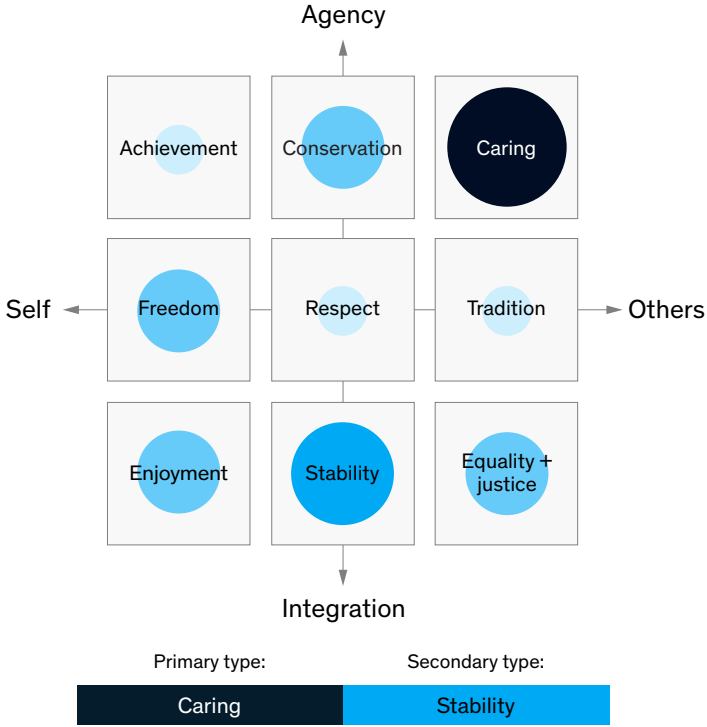 Agency
Achievement
Conservation
Caring
Self
Freedom
Respect
Tradition
Others
Enjoyment
Stability
Equality +
justice
Integration
Primary type:
Secondary type:
Caring
Stability